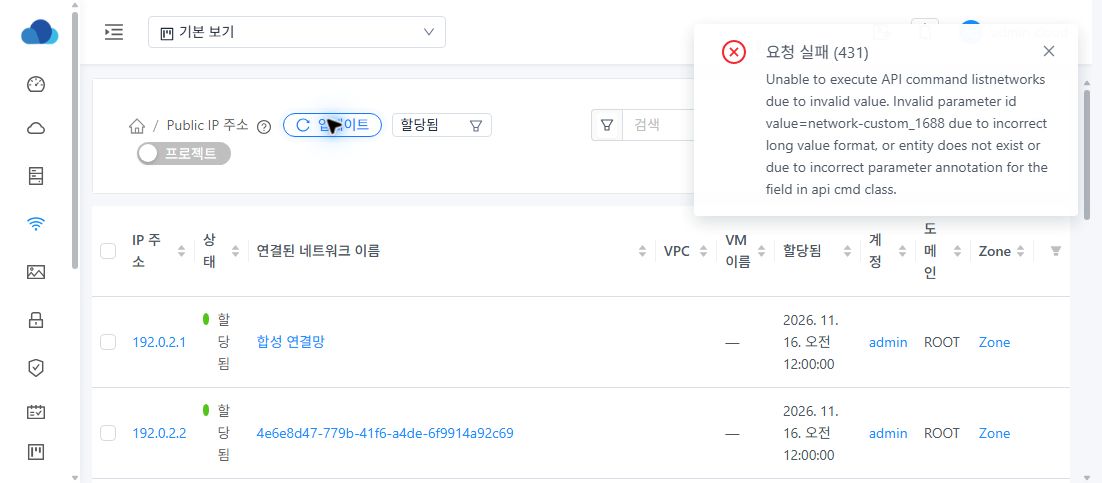 기본 보기
요청 실패 (431)
Unable to execute API command listnetworks
due to invalid value. Invalid parameter id
value=network-custom_1688 due to incorrect
long value format, or entity does not exist or
due to incorrect parameter annotation for the
field in api cmd class.
/ Public IP 주소
할당됨
검색
프로젝트
IP 주
소
상
태
연결된 네트워크 이름
VPC
VM
이름
할당됨
계
정
도
메
인
Zone
192.0.2.1
할
당
됨
합성 연결망
—
2026. 11.
16. 오전
12:00:00
admin
ROOT
Zone
192.0.2.2
할
당
됨
4e6e8d47-779b-41f6-a4de-6f9914a92c69
—
2026. 11.
16. 오전
12:00:00
admin
ROOT
Zone